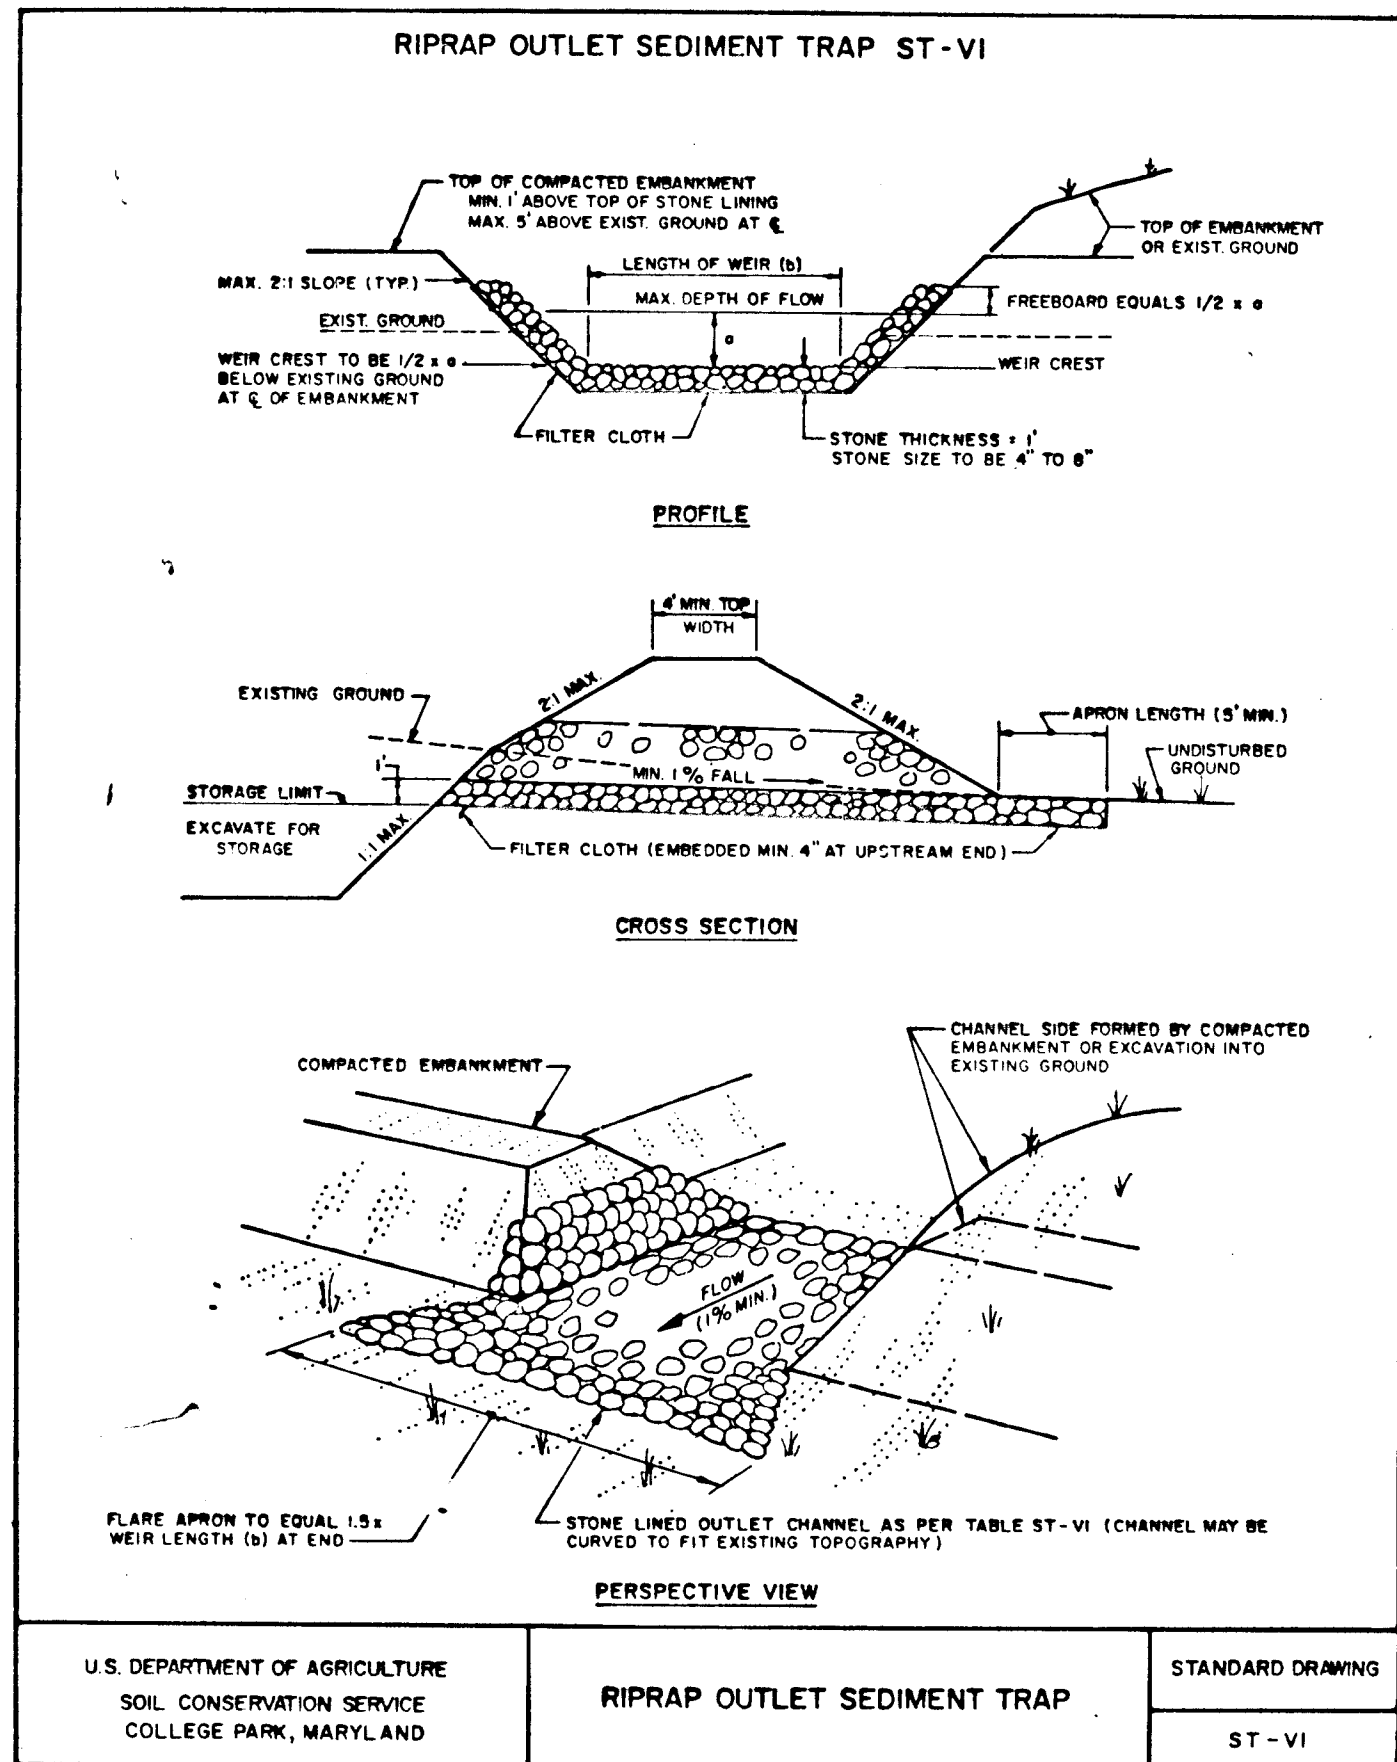 RIPRAP OUTLET SEDIMENT TRAP ST-VI
TOP OF COMPACTED EMBANKMENT
MIN. 1' ABOVE TOP OF STONE LINING
MAX. 5' ABOVE EXIST. GROUND AT ℄
TOP OF EMBANKMENT
OR EXIST. GROUND
LENGTH OF WEIR (b)
MAX. 2:1 SLOPE (TYP.)
MAX. DEPTH OF FLOW
FREEBOARD EQUALS 1/2 x a
EXIST. GROUND
a
WEIR CREST TO BE 1/2 x a
BELOW EXISTING GROUND
AT ℄ OF EMBANKMENT
WEIR CREST
FILTER CLOTH
STONE THICKNESS = 1'
STONE SIZE TO BE 4" TO 8"
PROFILE
4' MIN. TOP
WIDTH
EXISTING GROUND
2:1 MAX.
2:1 MAX.
APRON LENGTH (5' MIN.)
UNDISTURBED
GROUND
1'
MIN. 1% FALL
STORAGE LIMIT
EXCAVATE FOR
STORAGE
1:1 MAX.
FILTER CLOTH (EMBEDDED MIN. 4" AT UPSTREAM END)
CROSS SECTION
CHANNEL SIDE FORMED BY COMPACTED
EMBANKMENT OR EXCAVATION INTO
EXISTING GROUND
COMPACTED EMBANKMENT
FLOW
(1% MIN.)
FLARE APRON TO EQUAL 1.5 x
WEIR LENGTH (b) AT END
STONE LINED OUTLET CHANNEL AS PER TABLE ST-VI (CHANNEL MAY BE
CURVED TO FIT EXISTING TOPOGRAPHY)
PERSPECTIVE VIEW
U.S. DEPARTMENT OF AGRICULTURE
SOIL CONSERVATION SERVICE
COLLEGE PARK, MARYLAND
RIPRAP OUTLET SEDIMENT TRAP
STANDARD DRAWING
ST-VI